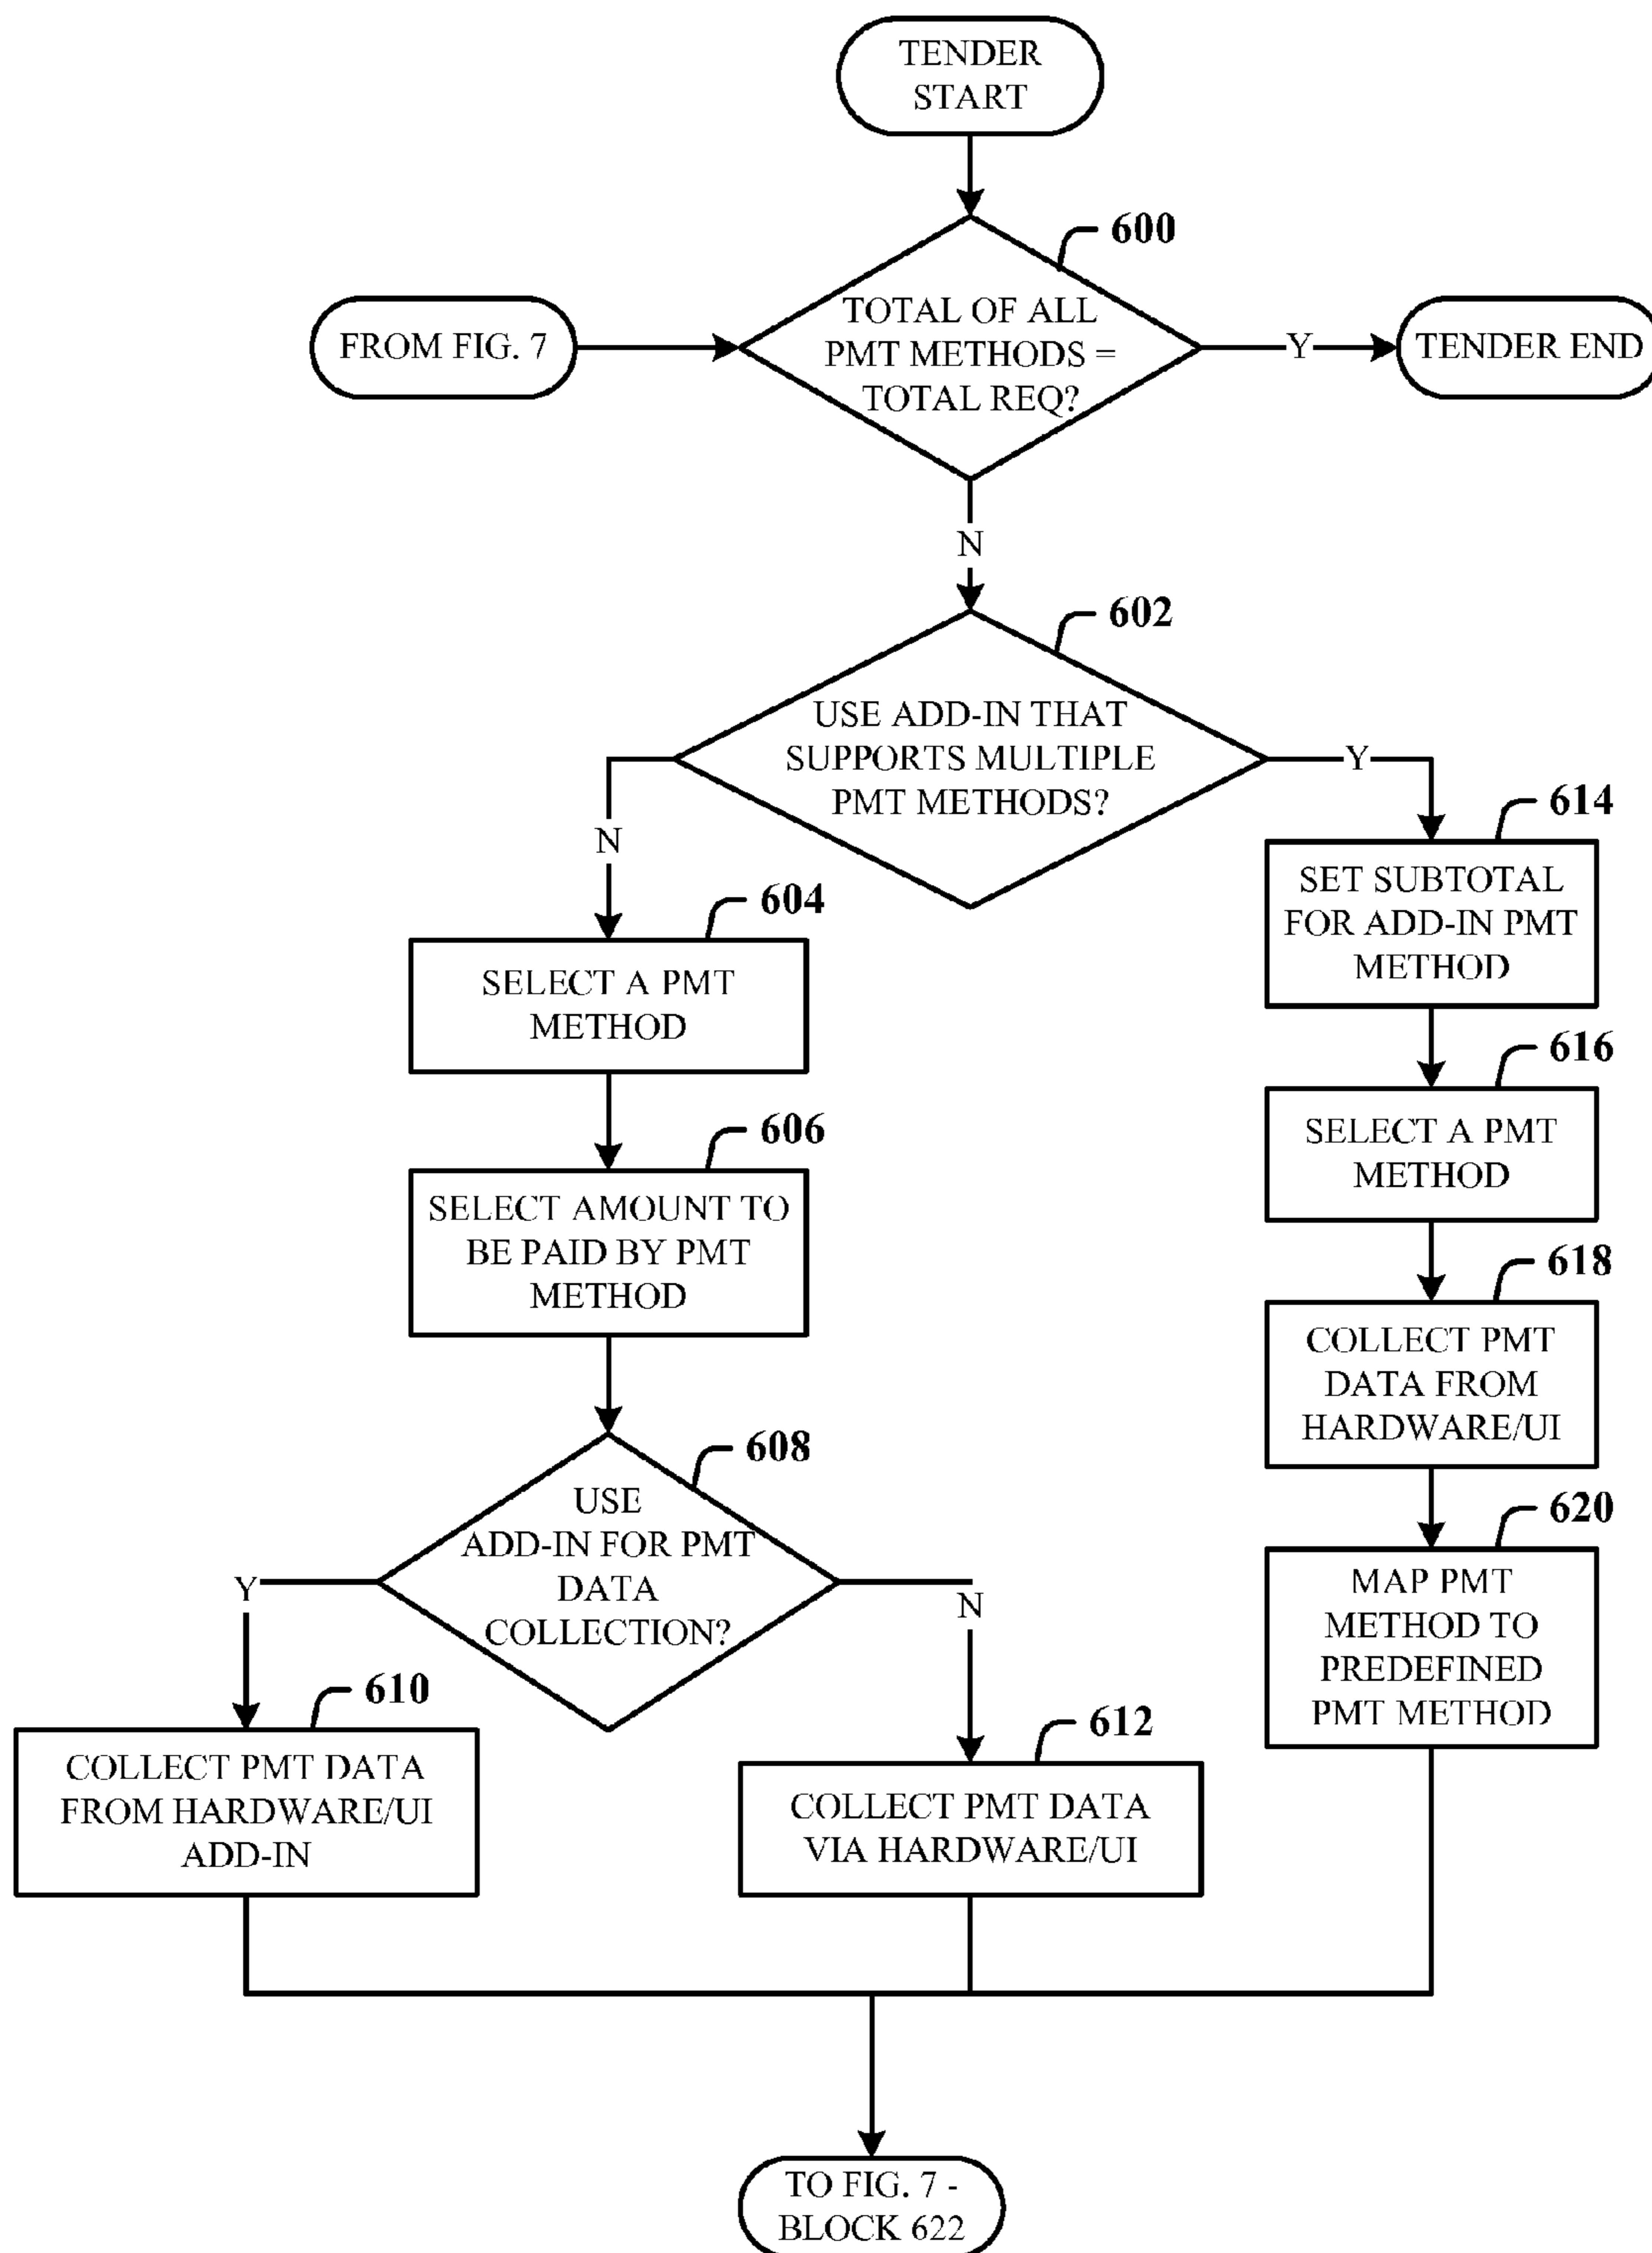 TENDER
START
600
TOTAL OF ALL
PMT METHODS =
TOTAL REQ?
FROM FIG. 7
Y
TENDER END
N
602
USE ADD-IN THAT
SUPPORTS MULTIPLE
PMT METHODS?
Y
N
614
SET SUBTOTAL
FOR ADD-IN PMT
METHOD
604
SELECT A PMT
METHOD
616
SELECT A PMT
METHOD
606
SELECT AMOUNT TO
BE PAID BY PMT
METHOD
618
COLLECT PMT
DATA FROM
HARDWARE/UI
608
USE
ADD-IN FOR PMT
DATA
COLLECTION?
Y
N
620
MAP PMT
METHOD TO
PREDEFINED
PMT METHOD
610
COLLECT PMT DATA
FROM HARDWARE/UI
ADD-IN
612
COLLECT PMT DATA
VIA HARDWARE/UI
TO FIG. 7 -
BLOCK 622